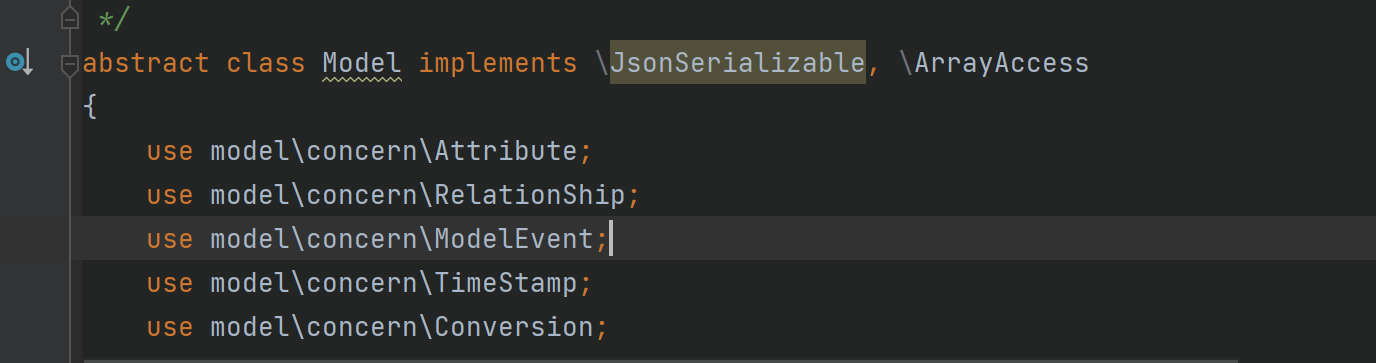 */
abstract class Model implements \JsonSerializable, \ArrayAccess
{
use model\concern\Attribute;
use model\concern\RelationShip;
use model\concern\ModelEvent;
use model\concern\TimeStamp;
use model\concern\Conversion;